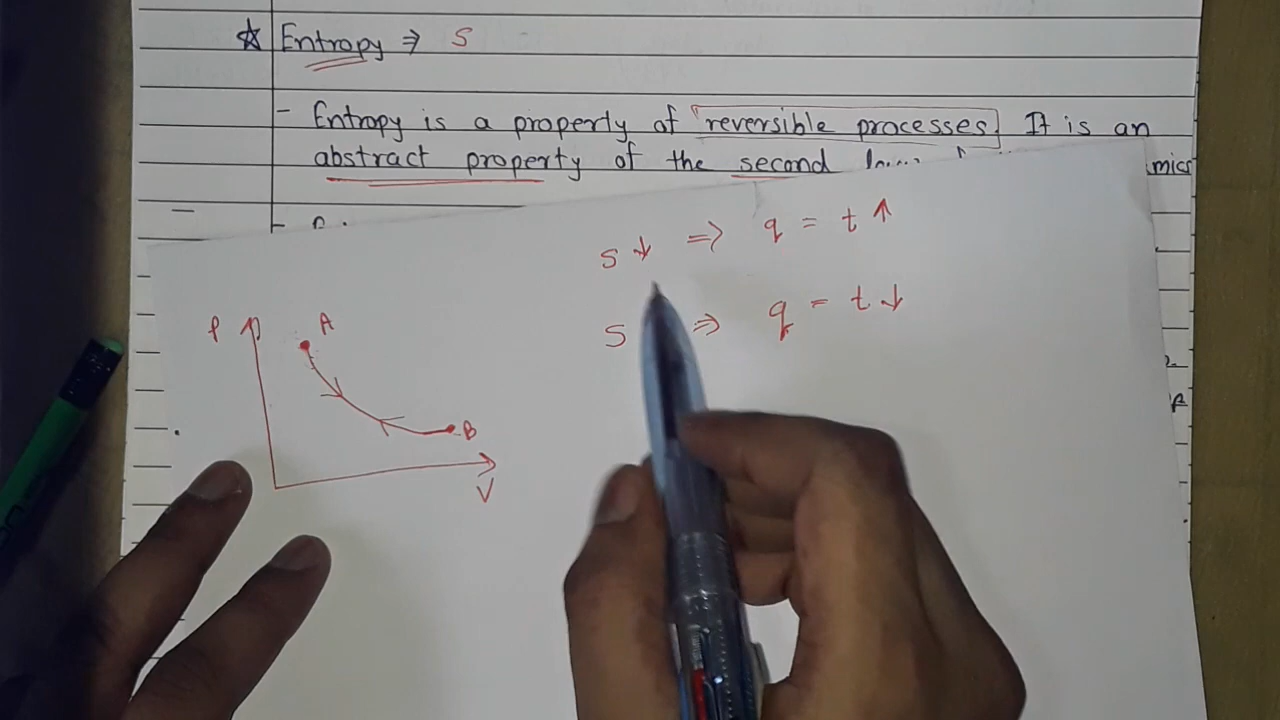 ☆ Entropy ⇒ S
- Entropy is a property of reversible processes. It is an
abstract property of the second
S ↓ ⇒ q = t ↑
S ⇒ q = t ↓
P
A
B
V